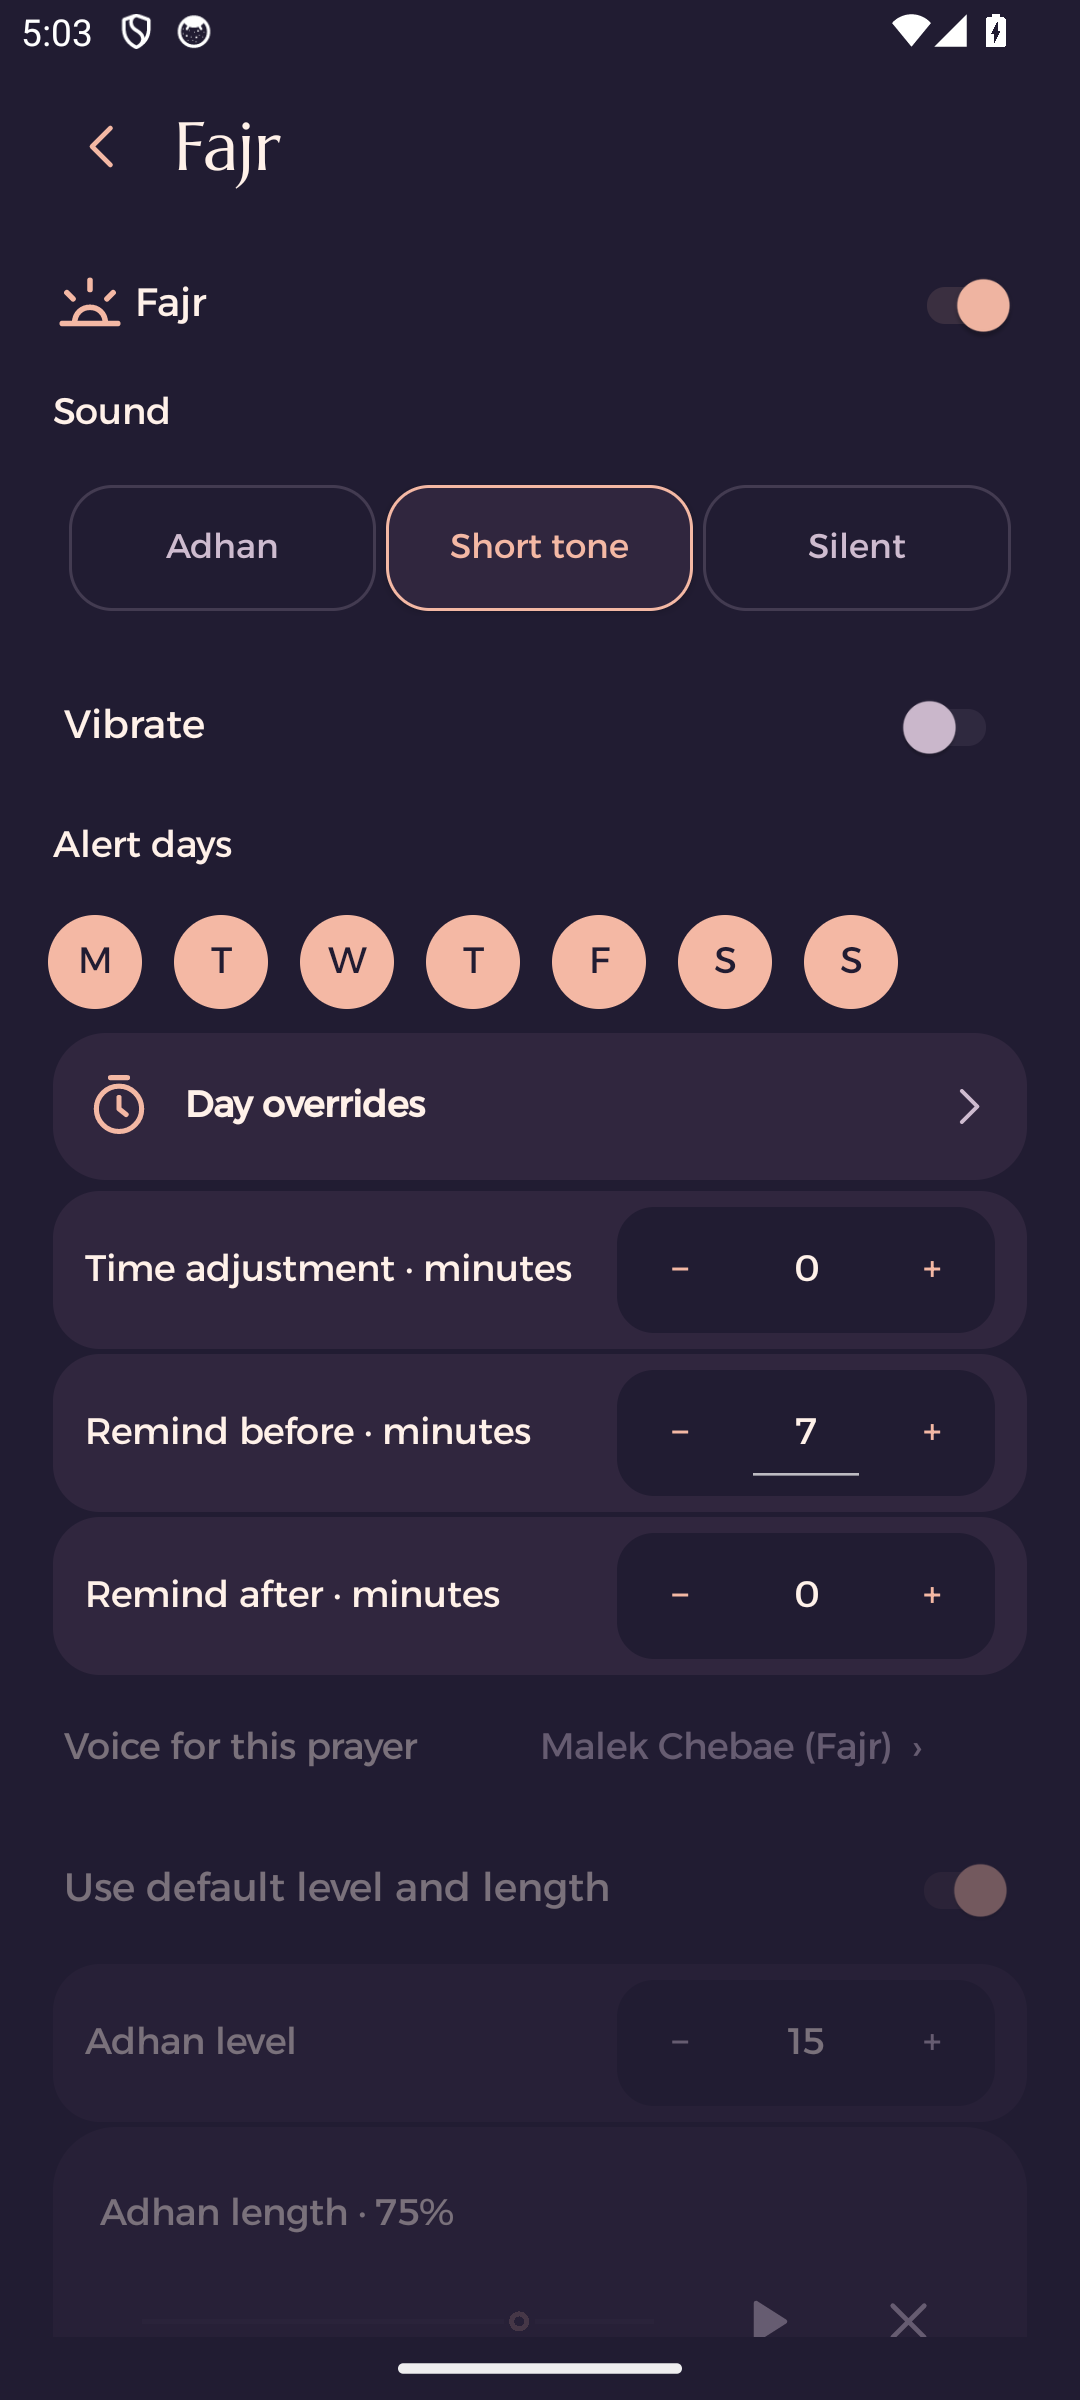 5:03
Fajr
Fajr
Sound
Adhan Short tone Silent
Vibrate
Alert days
M T W T F S S
Day overrides
Time adjustment · minutes − 0 +
Remind before · minutes − 7 +
Remind after · minutes − 0 +
Voice for this prayer Malek Chebae (Fajr) ›
Use default level and length
Adhan level − 15 +
Adhan length · 75%